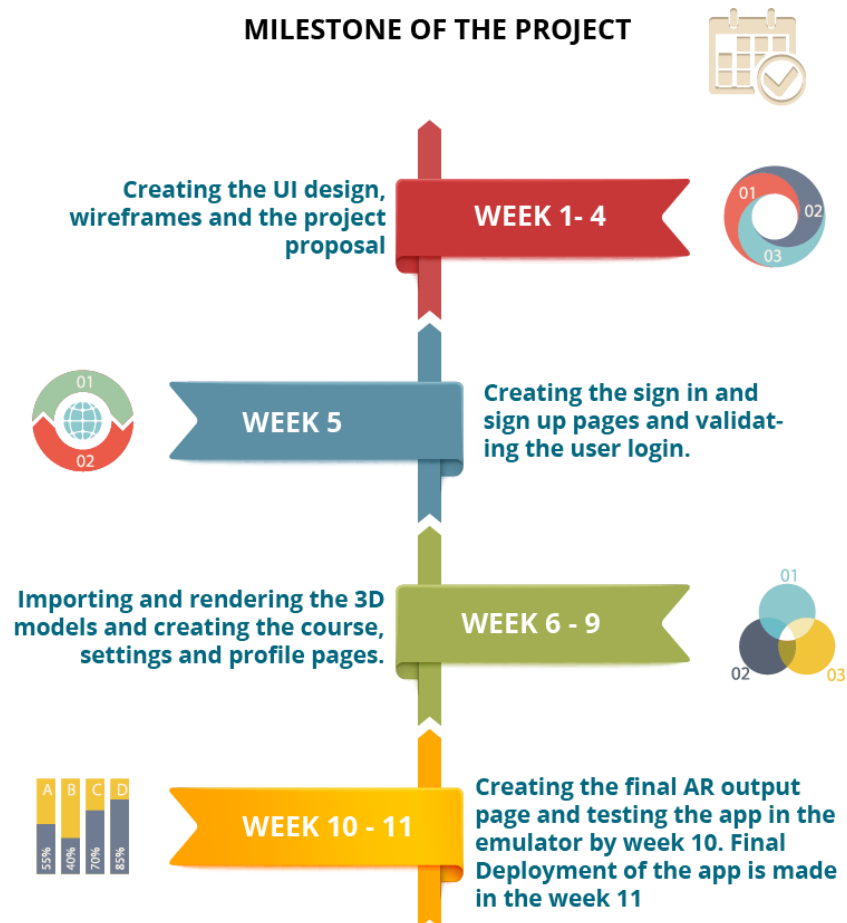 MILESTONE OF THE PROJECT
Creating the UI design,
wireframes and the project
proposal
WEEK 1- 4
01
02
03
01
02
WEEK 5
Creating the sign in and
sign up pages and validat-
ing the user login.
Importing and rendering the 3D
models and creating the course,
settings and profile pages.
WEEK 6 - 9
01
02
03
A B C D
55% 40% 70% 85%
WEEK 10 - 11
Creating the final AR output
page and testing the app in the
emulator by week 10. Final
Deployment of the app is made
in the week 11